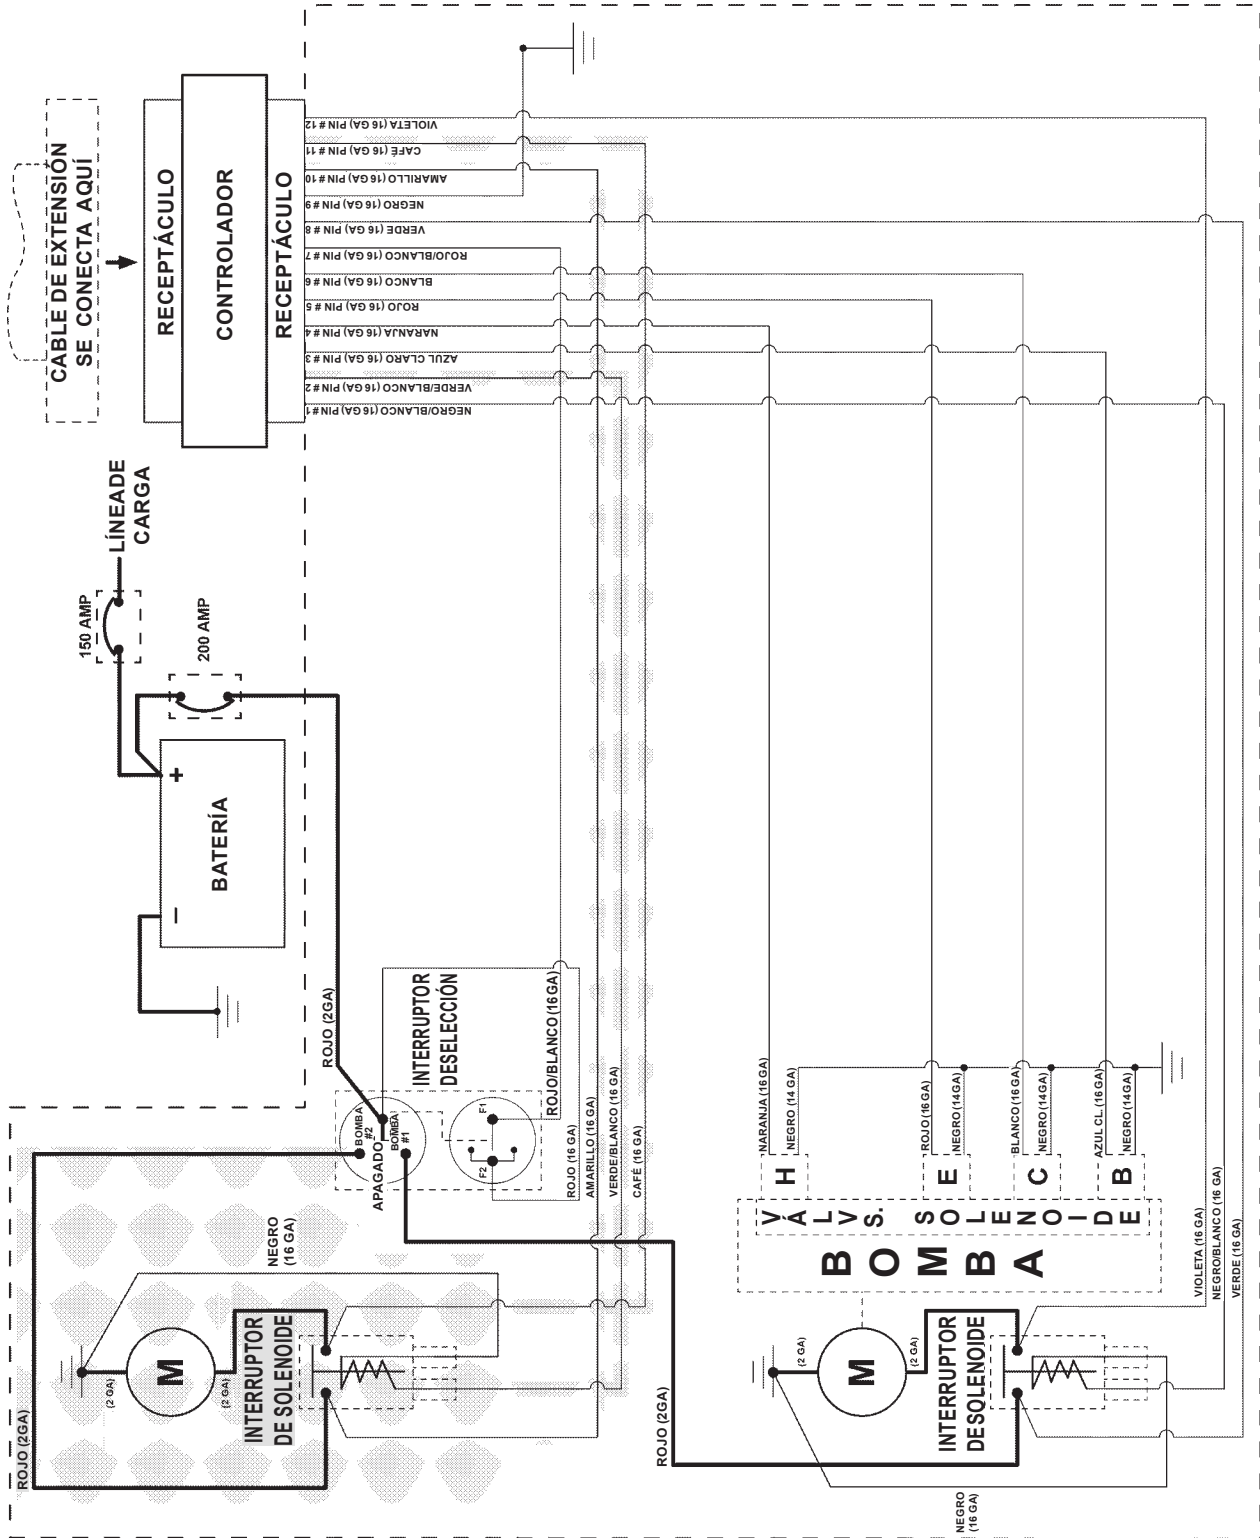 CABLE DE EXTENSIÓN
SE CONECTA AQUÍ
RECEPTÁCULO
CONTROLADOR
RECEPTÁCULO
VIOLETA (16 GA) PIN # 12
CAFÉ (16 GA) PIN # 11
AMARILLO (16 GA) PIN # 10
NEGRO (16 GA) PIN # 9
VERDE (16 GA) PIN # 8
ROJO/BLANCO (16 GA) PIN # 7
BLANCO (16 GA) PIN # 6
ROJO (16 GA) PIN # 5
NARANJA (16 GA) PIN # 4
AZUL CLARO (16 GA) PIN # 3
VERDE/BLANCO (16 GA) PIN # 2
NEGRO/BLANCO (16 GA) PIN # 1
LÍNEADE
CARGA
150 AMP
200 AMP
+
BATERÍA
–
ROJO (2GA)
INTERRUPTOR
DESELECCIÓN
BOMBA
#2
APAGADO
BOMBA
#1
F1
F2
ROJO/BLANCO (16 GA)
ROJO (16 GA)
AMARILLO (16 GA)
VERDE/BLANCO (16 GA)
CAFÉ (16 GA)
ROJO (2GA)
NEGRO
(16 GA)
(2 GA)
M
(2 GA)
INTERRUPTOR
DE SOLENOIDE
ROJO (2GA)
NARANJA (16 GA)
NEGRO (14 GA)
ROJO (16 GA)
NEGRO (14GA)
BLANCO (16 GA)
NEGRO (14GA)
AZUL CL. (16 GA)
NEGRO (14GA)
H
E
C
B
VÁLVS. SOLENOIDE
BOMBA
VIOLETA (16 GA)
NEGRO/BLANCO (16 GA)
VERDE (16 GA)
(2 GA)
M
(2 GA)
INTERRUPTOR
DESOLENOIDE
NEGRO
(16 GA)